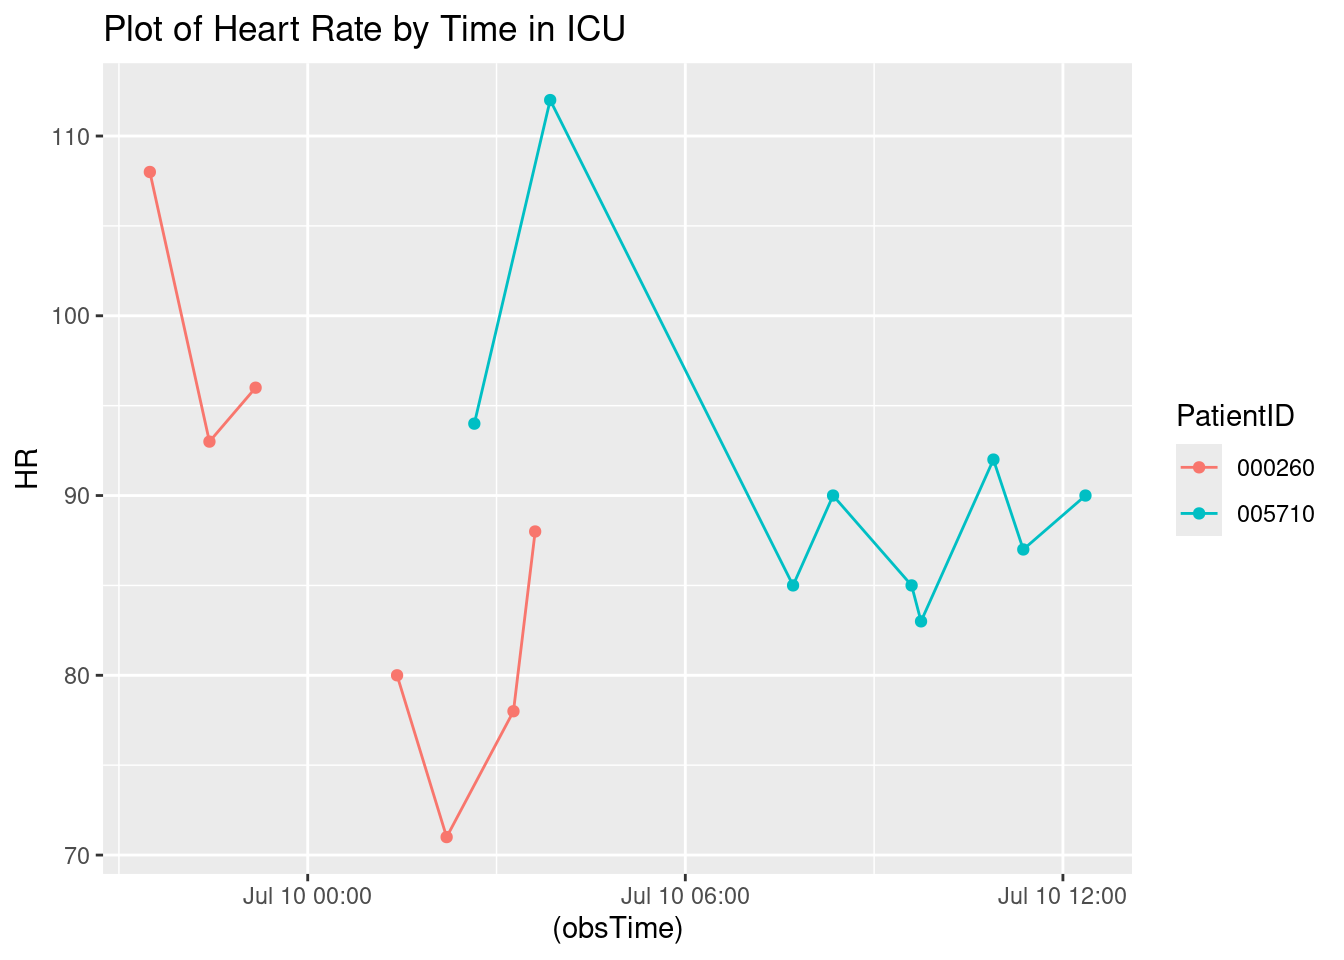 Plot of Heart Rate by Time in ICU
110
100
90
80
70
HR
Jul 10 00:00
Jul 10 06:00
Jul 10 12:00
(obsTime)
PatientID
000260
005710